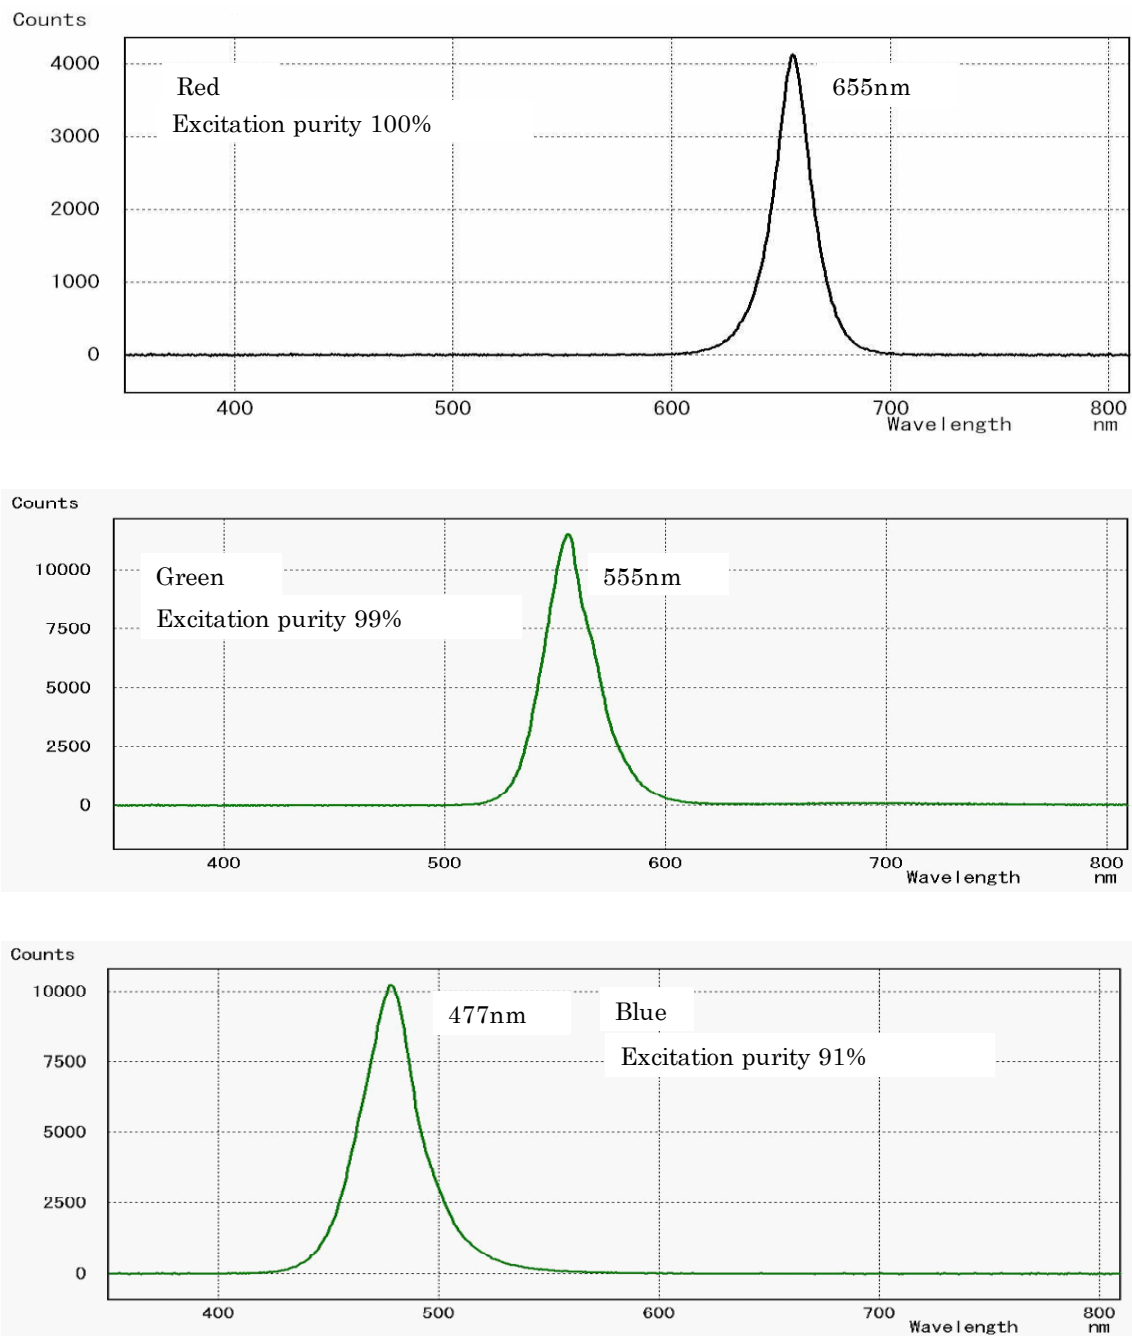 Counts
4000
Red
655nm
Excitation purity 100%
3000
2000
1000
0
400 500 600 700 800
Wavelength nm
Counts
10000
Green
555nm
7500
Excitation purity 99%
5000
2500
0
400 500 600 700 800
Wavelength nm
Counts
10000
477nm
Blue
7500
Excitation purity 91%
5000
2500
0
400 500 600 700 800
Wavelength nm